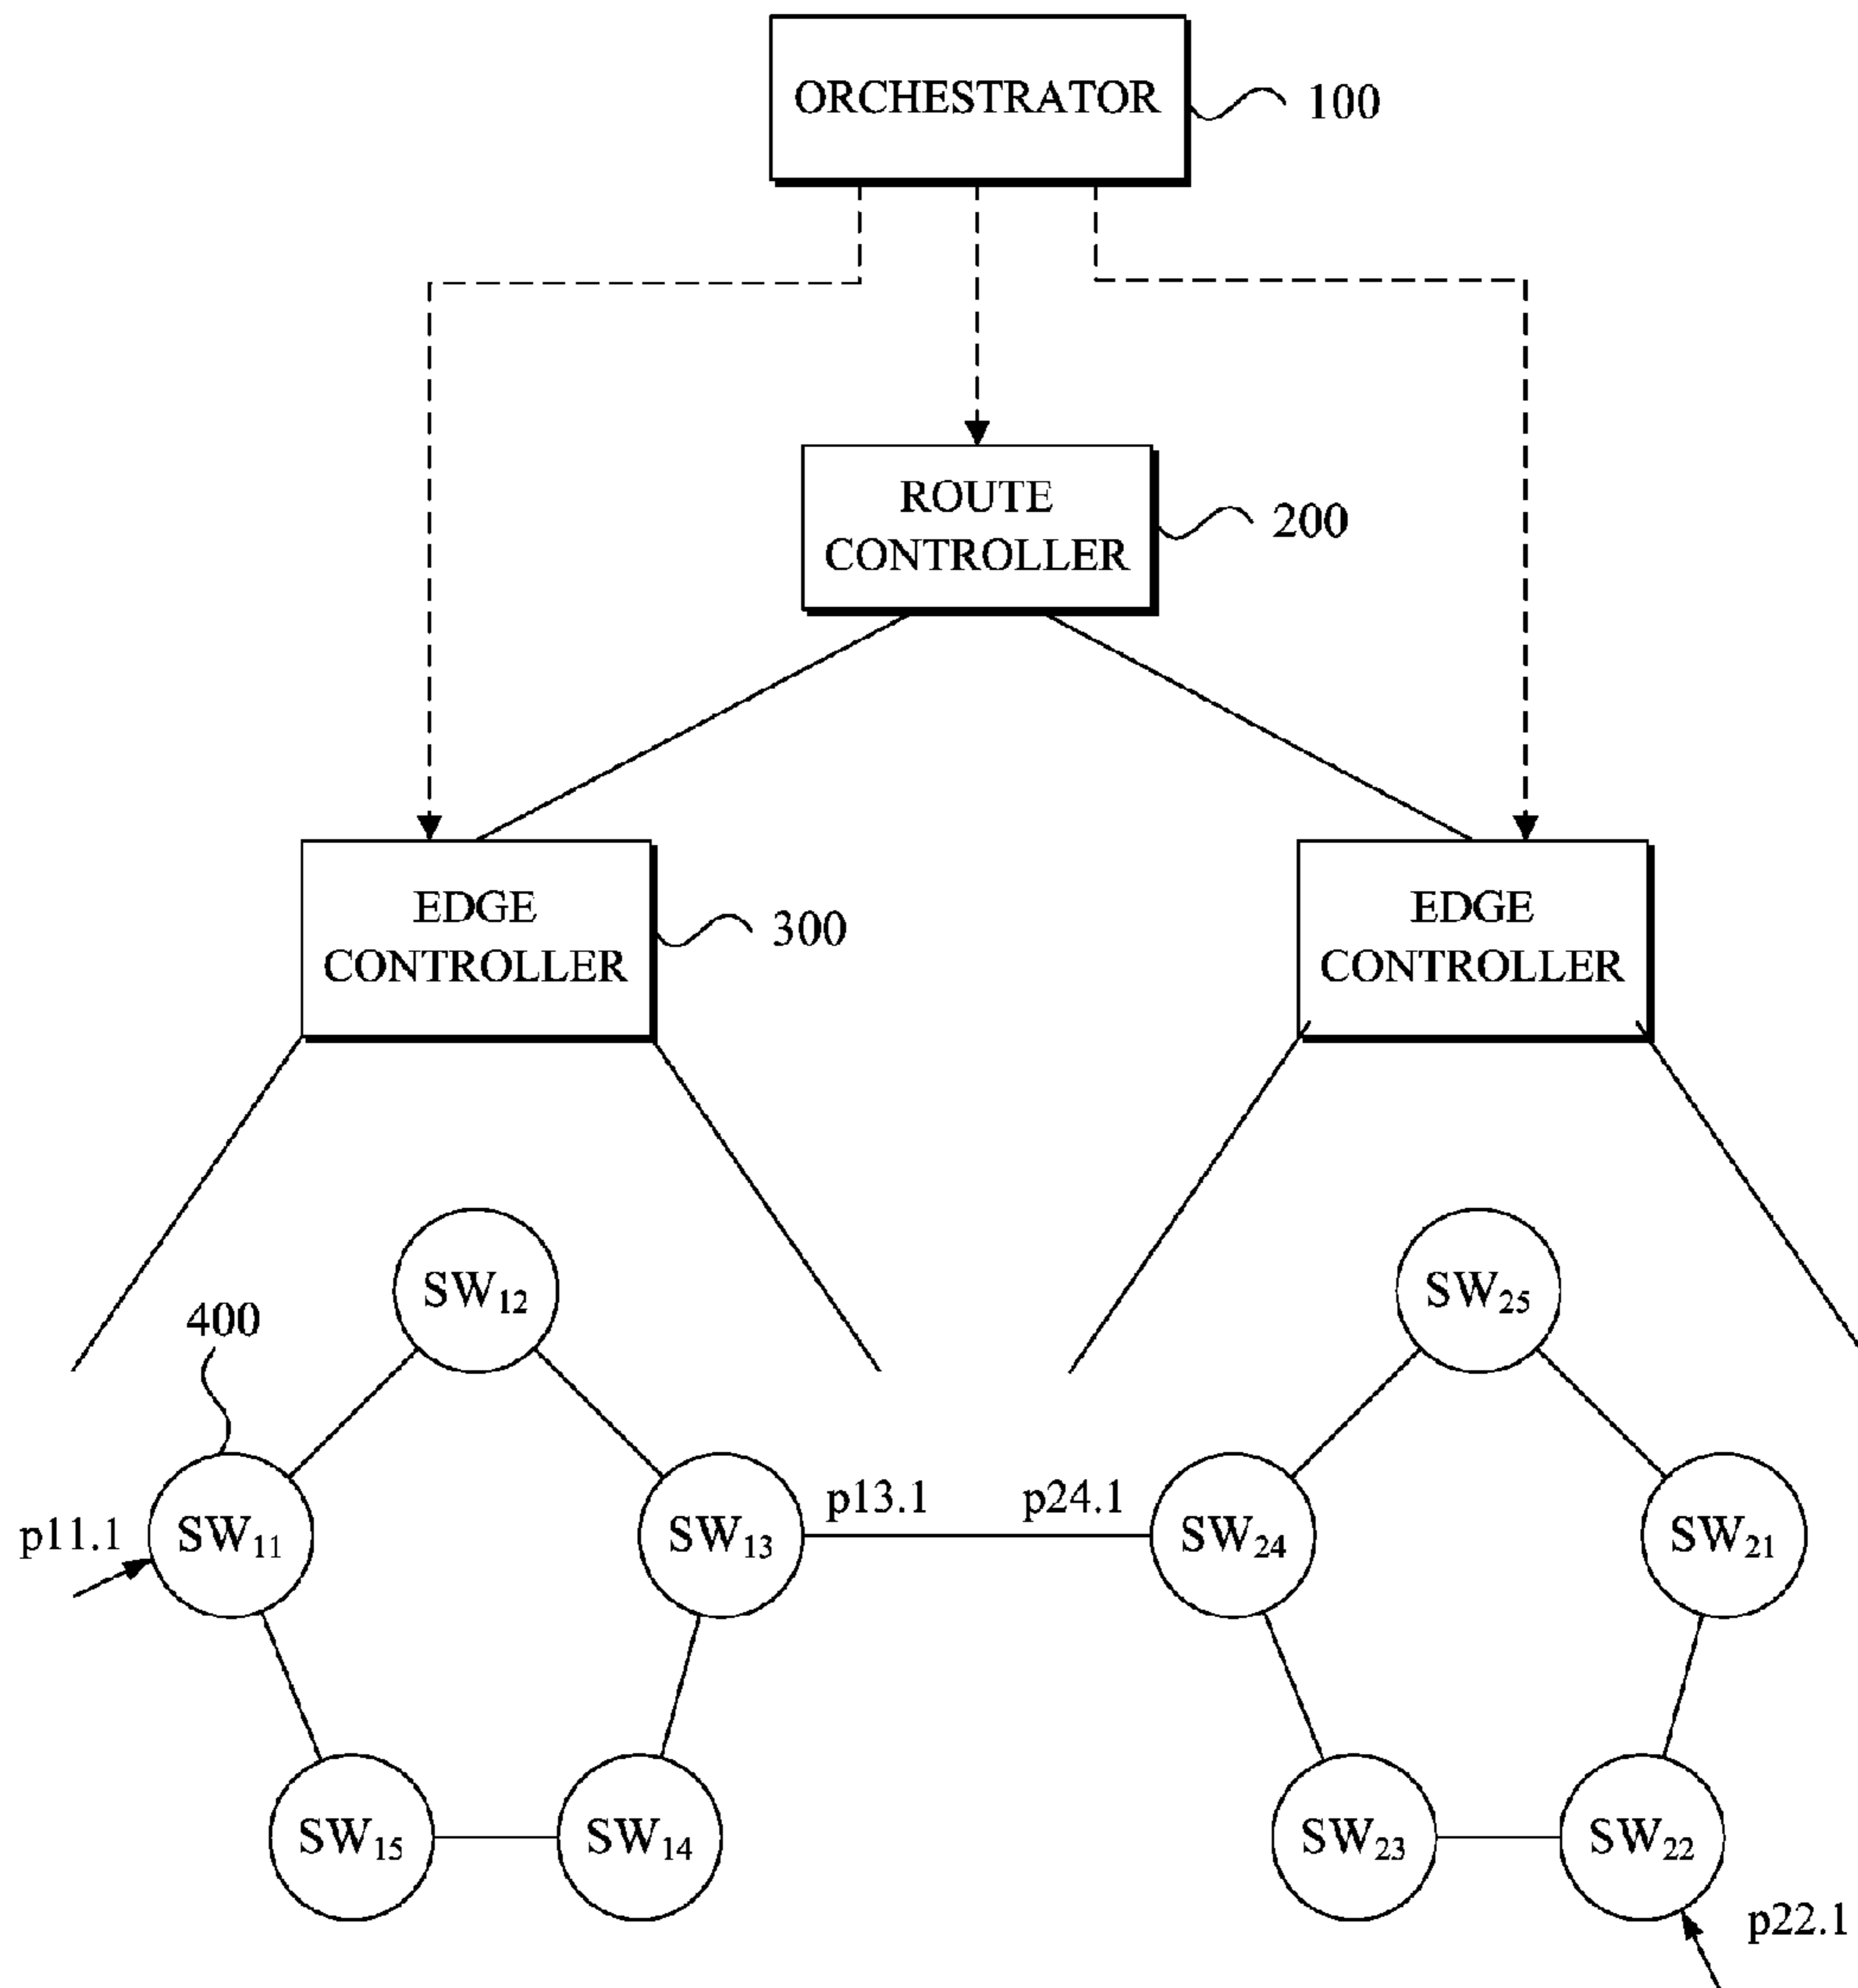 ORCHESTRATOR
100
ROUTE
CONTROLLER
200
EDGE
CONTROLLER
300
EDGE
CONTROLLER
SW₁₂
SW₂₅
400
p11.1
SW₁₁
SW₁₃
p13.1
p24.1
SW₂₄
SW₂₁
SW₁₅
SW₁₄
SW₂₃
SW₂₂
p22.1